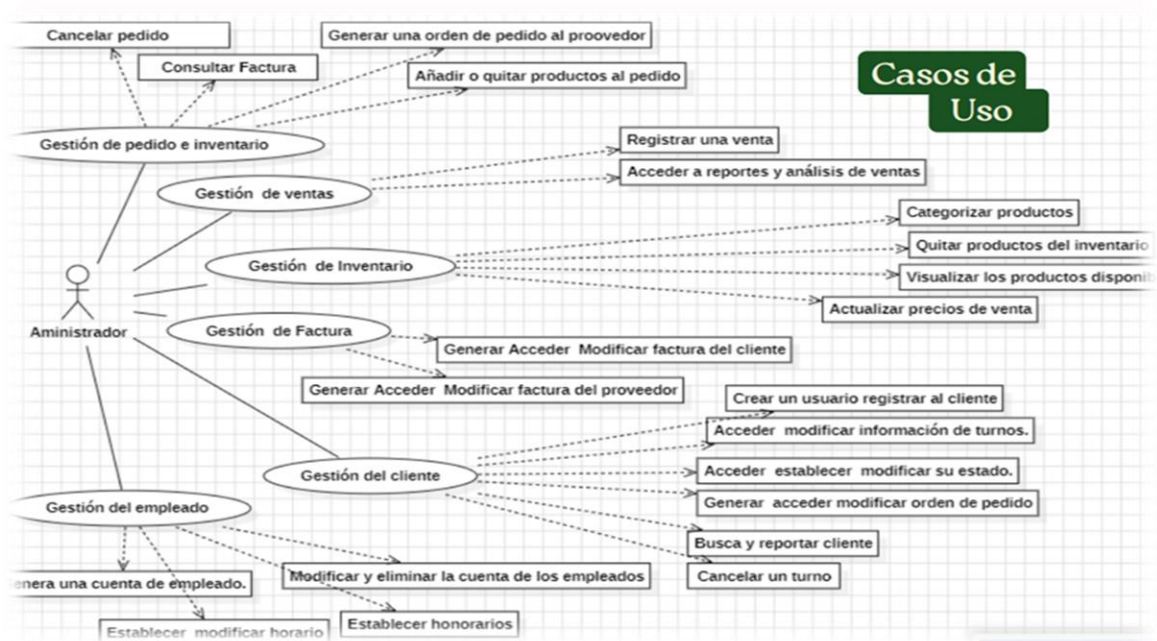 Cancelar pedido
Generar una orden de pedido al proovedor
Consultar Factura
Añadir o quitar productos al pedido
Casos de
Uso
Gestión de pedido e inventario
Registrar una venta
Acceder a reportes y análisis de ventas
Gestión de ventas
Categorizar productos
Quitar productos del inventario
Gestión de Inventario
Visualizar los productos
Actualizar precios de venta
Aministrador
Gestión de Factura
Generar Acceder Modificar factura del cliente
Generar Acceder Modificar factura del proveedor
Crear un usuario registrar al cliente
Acceder modificar información de turnos.
Gestión del cliente
Acceder establecer modificar su estado.
Generar acceder modificar orden de pedido
Gestión del empleado
Busca y reportar cliente
Cancelar un turno
una cuenta de empleado.
Modificar y eliminar la cuenta de los empleados
Establecer honorarios
Establecer modificar horario